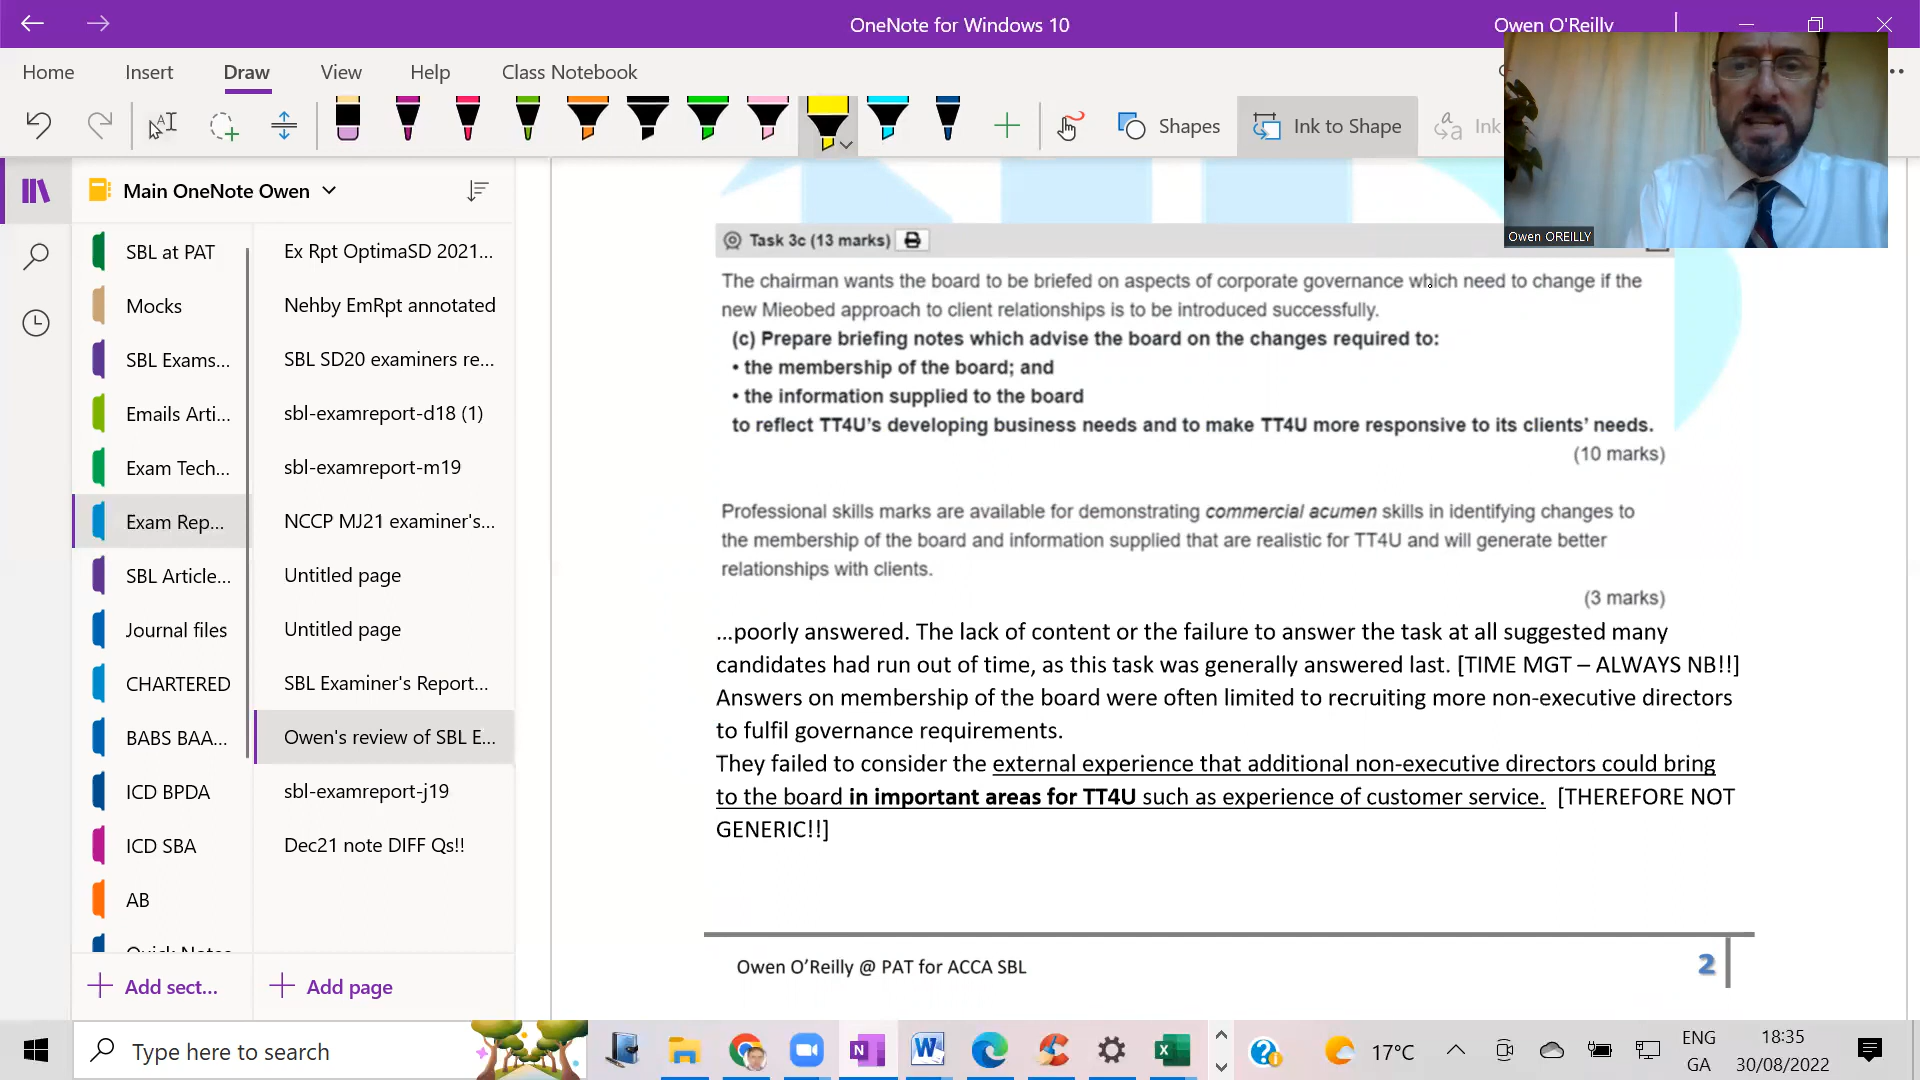 OneNote for Windows 10
Owen O'Reilly
Home Insert Draw View Help Class Notebook
Shapes
Ink to Shape
Ink
Owen OREILLY
Main OneNote Owen
SBL at PAT
Mocks
SBL Exams...
Emails Arti...
Exam Tech...
Exam Rep...
SBL Article...
Journal files
CHARTERED
BABS BAA...
ICD BPDA
ICD SBA
AB
Quick Notes
Add sect...
Ex Rpt OptimaSD 2021...
Nehby EmRpt annotated
SBL SD20 examiners re...
sbl-examreport-d18 (1)
sbl-examreport-m19
NCCP MJ21 examiner's...
Untitled page
Untitled page
SBL Examiner's Report...
Owen's review of SBL E...
sbl-examreport-j19
Dec21 note DIFF Qs!!
Add page
Task 3c (13 marks)
The chairman wants the board to be briefed on aspects of corporate governance which need to change if the
new Mieobed approach to client relationships is to be introduced successfully.
(c) Prepare briefing notes which advise the board on the changes required to:
• the membership of the board; and
• the information supplied to the board
to reflect TT4U's developing business needs and to make TT4U more responsive to its clients' needs.
(10 marks)
Professional skills marks are available for demonstrating commercial acumen skills in identifying changes to
the membership of the board and information supplied that are realistic for TT4U and will generate better
relationships with clients.
(3 marks)
...poorly answered. The lack of content or the failure to answer the task at all suggested many
candidates had run out of time, as this task was generally answered last. [TIME MGT – ALWAYS NB!!]
Answers on membership of the board were often limited to recruiting more non-executive directors
to fulfil governance requirements.
They failed to consider the external experience that additional non-executive directors could bring
to the board in important areas for TT4U such as experience of customer service. [THEREFORE NOT
GENERIC!!]
Owen O'Reilly @ PAT for ACCA SBL
2
Type here to search
17°C
ENG
GA
18:35
30/08/2022